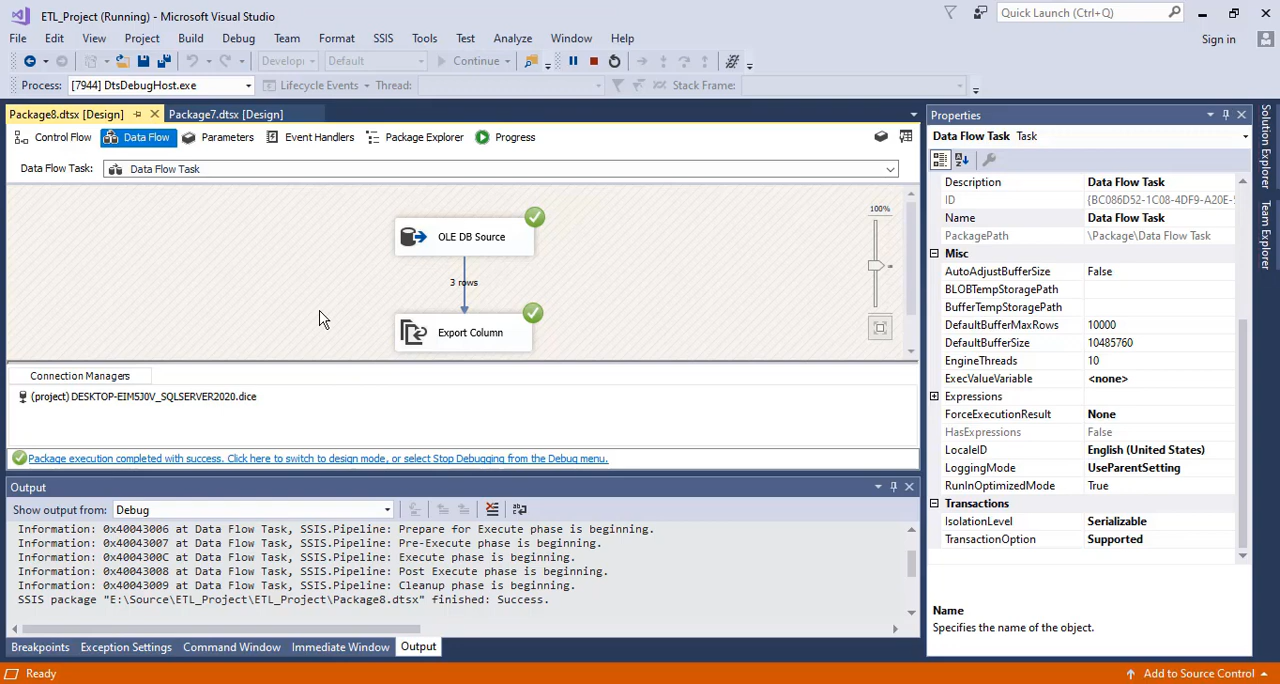 ETL_Project (Running) - Microsoft Visual Studio
Quick Launch (Ctrl+Q)
File Edit View Project Build Debug Team Format SSIS Tools Test Analyze Window Help
Sign in
Develop Default Continue
Process: [7944] DtsDebugHost.exe Lifecycle Events Thread: Stack Frame:
Package8.dtsx [Design] Package7.dtsx [Design]
Control Flow Data Flow Parameters Event Handlers Package Explorer Progress
Data Flow Task: Data Flow Task
100%
OLE DB Source
3 rows
Export Column
Connection Managers
(project) DESKTOP-EIM5J0V_SQLSERVER2020.dice
Package execution completed with success. Click here to switch to design mode, or select Stop Debugging from the Debug menu.
Output
Show output from: Debug
Information: 0x40043006 at Data Flow Task, SSIS.Pipeline: Prepare for Execute phase is beginning.
Information: 0x40043007 at Data Flow Task, SSIS.Pipeline: Pre-Execute phase is beginning.
Information: 0x4004300C at Data Flow Task, SSIS.Pipeline: Execute phase is beginning.
Information: 0x40043008 at Data Flow Task, SSIS.Pipeline: Post Execute phase is beginning.
Information: 0x40043009 at Data Flow Task, SSIS.Pipeline: Cleanup phase is beginning.
SSIS package "E:\Source\ETL_Project\ETL_Project\Package8.dtsx" finished: Success.
Breakpoints Exception Settings Command Window Immediate Window Output
Properties
Data Flow Task Task
Description Data Flow Task
ID {BC086D52-1C08-4DF9-A20E-
Name Data Flow Task
PackagePath \Package\Data Flow Task
Misc
AutoAdjustBufferSize False
BLOBTempStoragePath
BufferTempStoragePath
DefaultBufferMaxRows 10000
DefaultBufferSize 10485760
EngineThreads 10
ExecValueVariable <none>
Expressions
ForceExecutionResult None
HasExpressions False
LocaleID English (United States)
LoggingMode UseParentSetting
RunInOptimizedMode True
Transactions
IsolationLevel Serializable
TransactionOption Supported
Name
Specifies the name of the object.
Solution Explorer
Team Explorer
Ready
Add to Source Control